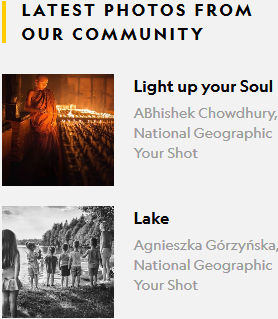 LATEST PHOTOS FROM
OUR COMMUNITY
Light up your Soul
ABhishek Chowdhury,
National Geographic
Your Shot
Lake
Agnieszka Górzyńska,
National Geographic
Your Shot